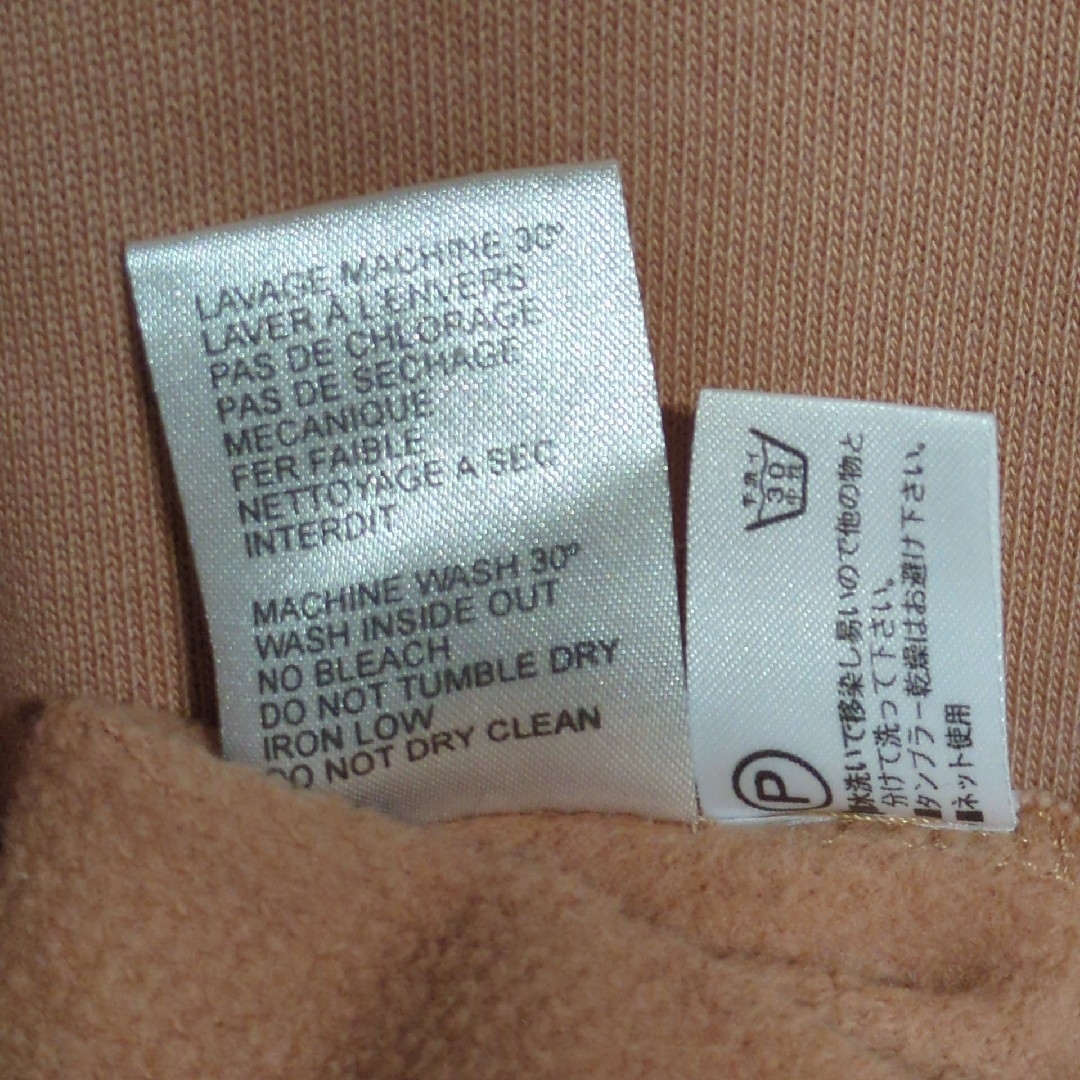 LAVAGE MACHINE 30°
LAVER À L'ENVERS
PAS DE CHLORAGE
PAS DE SECHAGE
MECANIQUE
FER FAIBLE
NETTOYAGE A SEC
INTERDIT
MACHINE WASH 30°
WASH INSIDE OUT
NO BLEACH
DO NOT TUMBLE DRY
IRON LOW
DO NOT DRY CLEAN
手洗イ
30
中性
P
水洗いで移染し易いので他の物と
分けて洗って下さい。
■タンブラー乾燥はお避け下さい。
■ネット使用